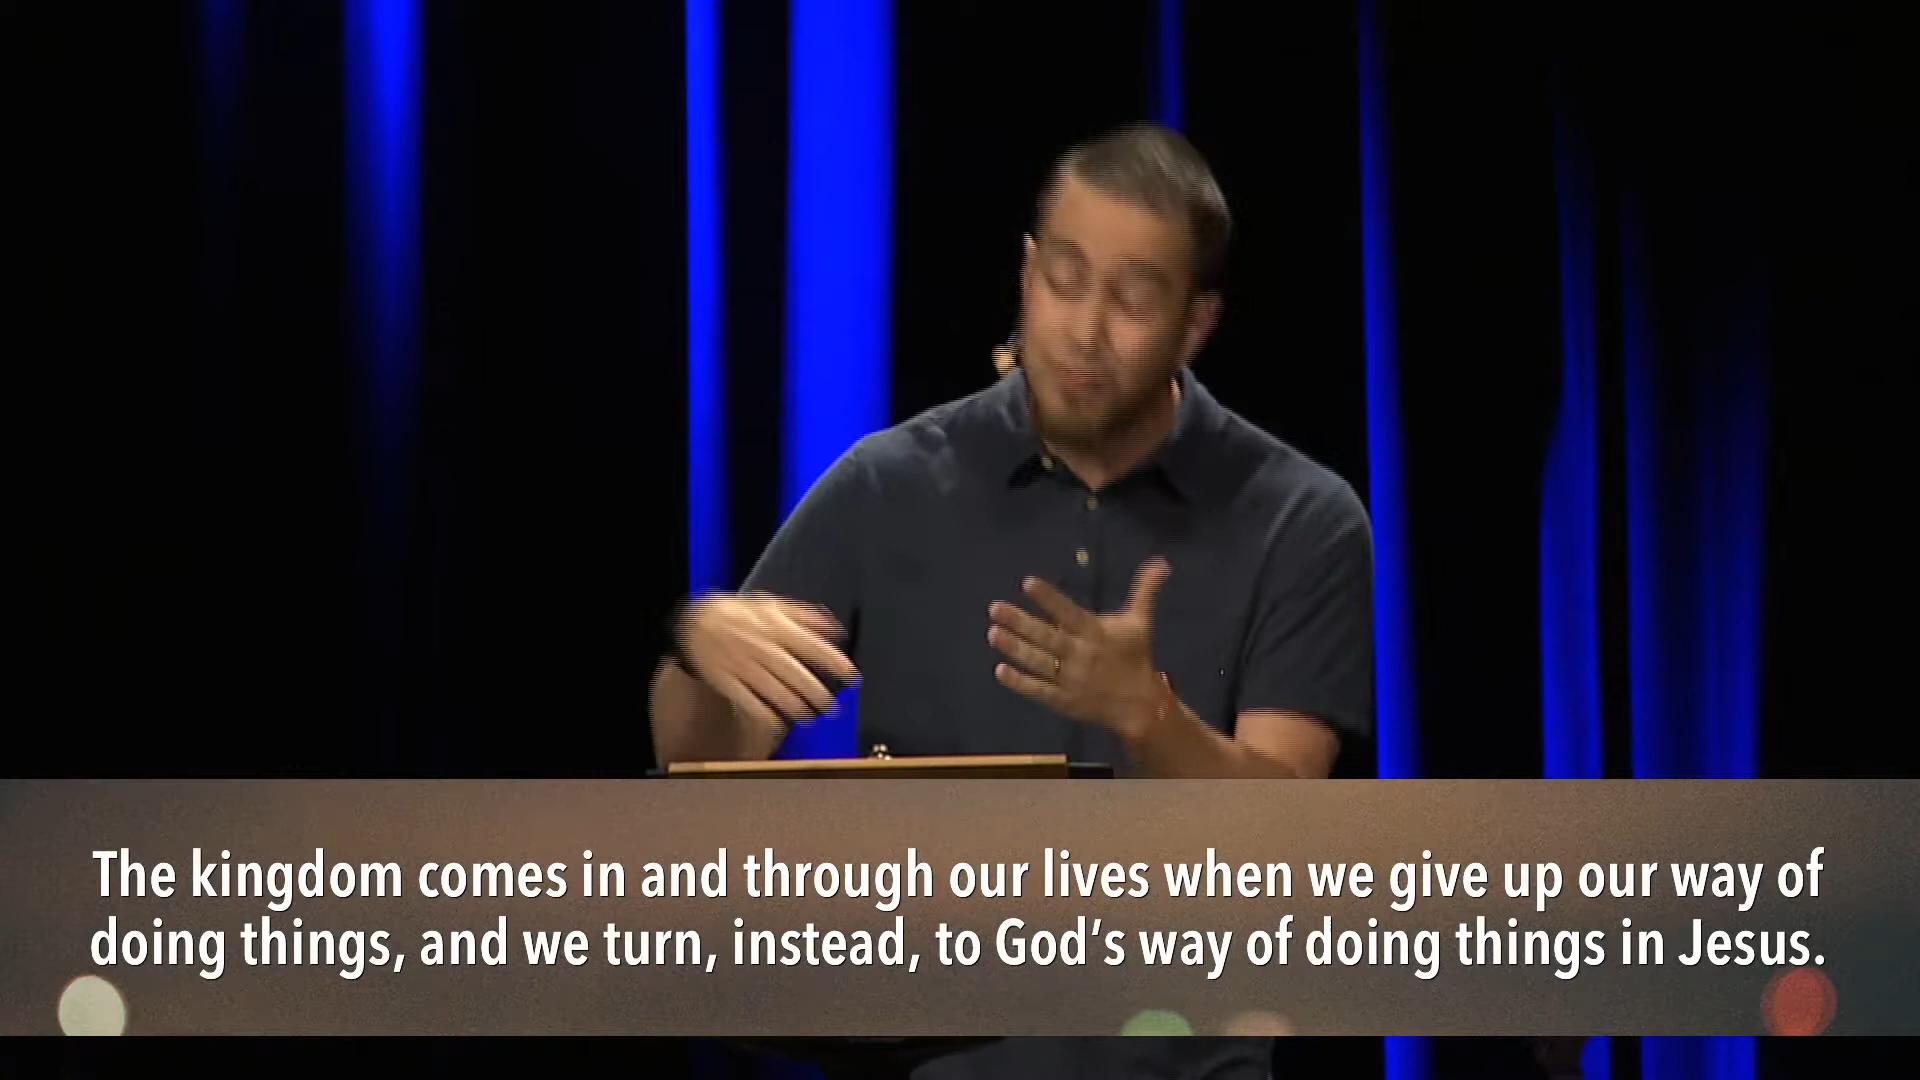 The kingdom comes in and through our lives when we give up our way of
doing things, and we turn, instead, to God’s way of doing things in Jesus.